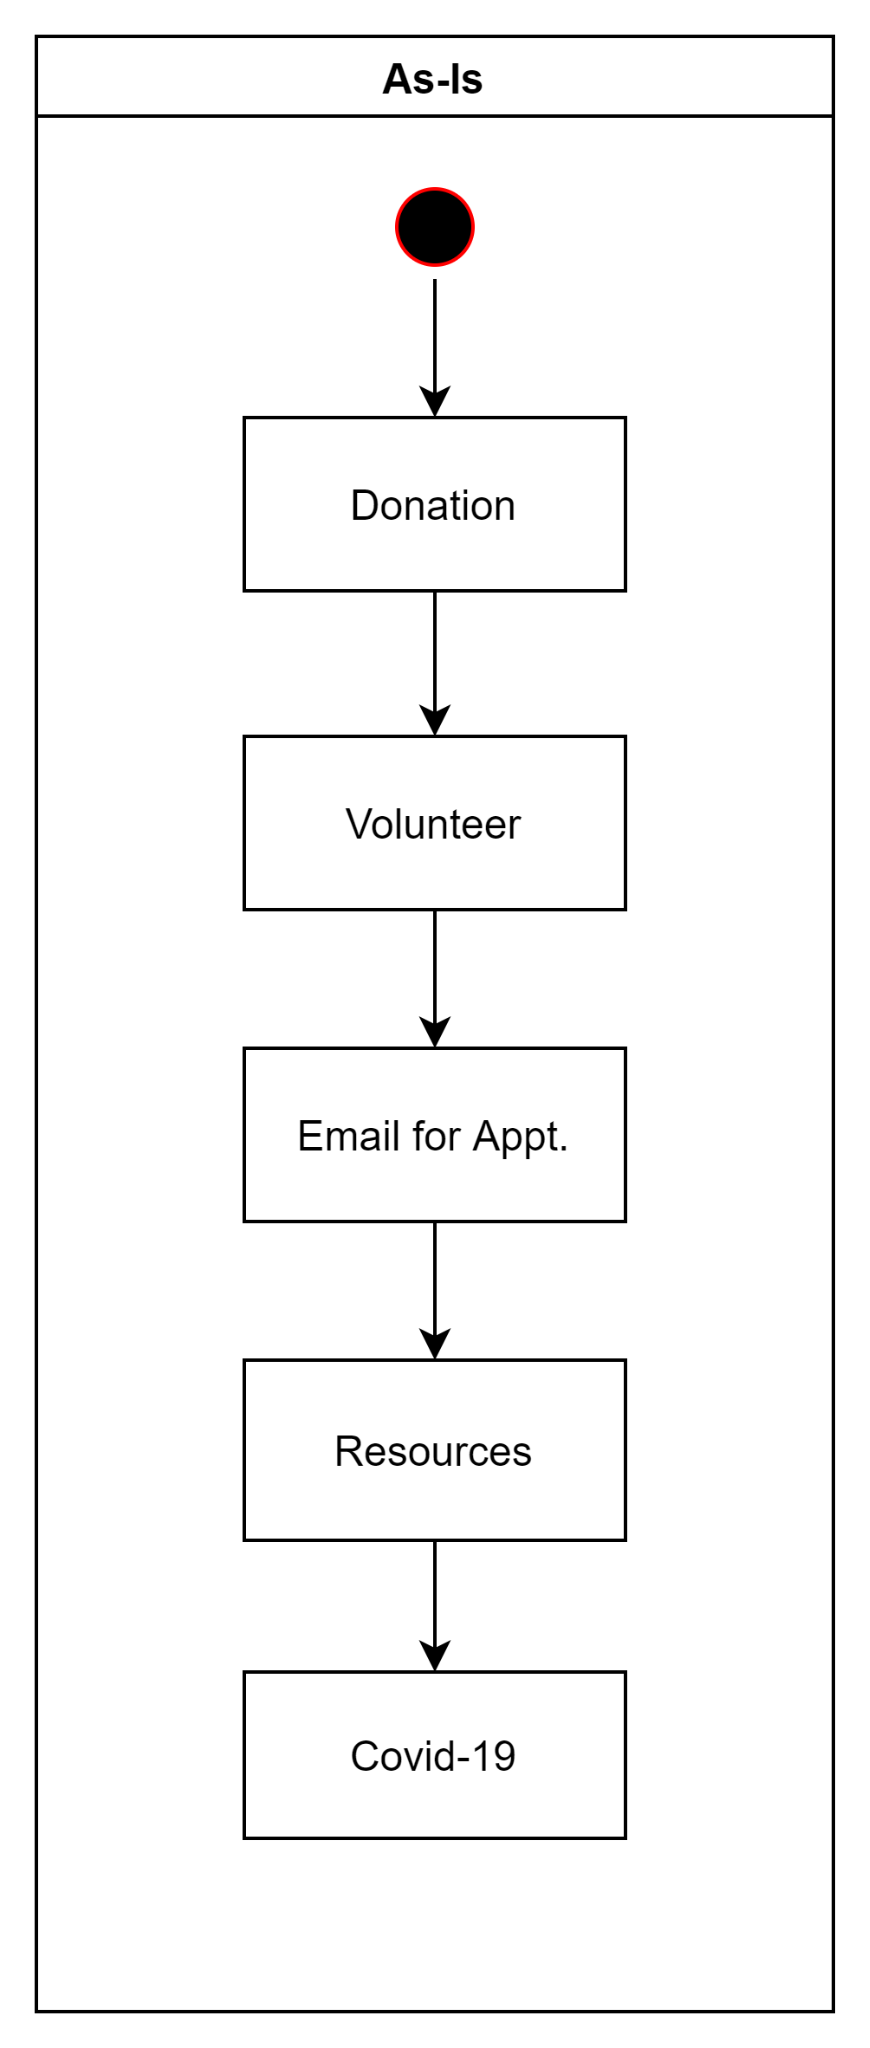 As-Is
Donation
Volunteer
Email for Appt.
Resources
Covid-19